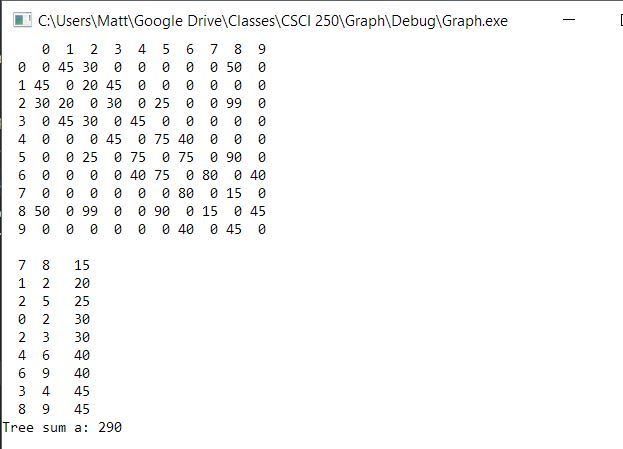 C:\Users\Matt\Google Drive\Classes\CSCI 250\Graph\Debug\Graph.exe
0 1 2 3 4 5 6 7 8 9
0 0 45 30 0 0 0 0 0 50 0
1 45 0 20 45 0 0 0 0 0 0
2 30 20 0 30 0 25 0 0 99 0
3 0 45 30 0 45 0 0 0 0 0
4 0 0 0 45 0 75 40 0 0 0
5 0 0 25 0 75 0 75 0 90 0
6 0 0 0 0 40 75 0 80 0 40
7 0 0 0 0 0 0 80 0 15 0
8 50 0 99 0 0 90 0 15 0 45
9 0 0 0 0 0 0 40 0 45 0
7 8 15
1 2 20
2 5 25
0 2 30
2 3 30
4 6 40
6 9 40
3 4 45
8 9 45
Tree sum a: 290